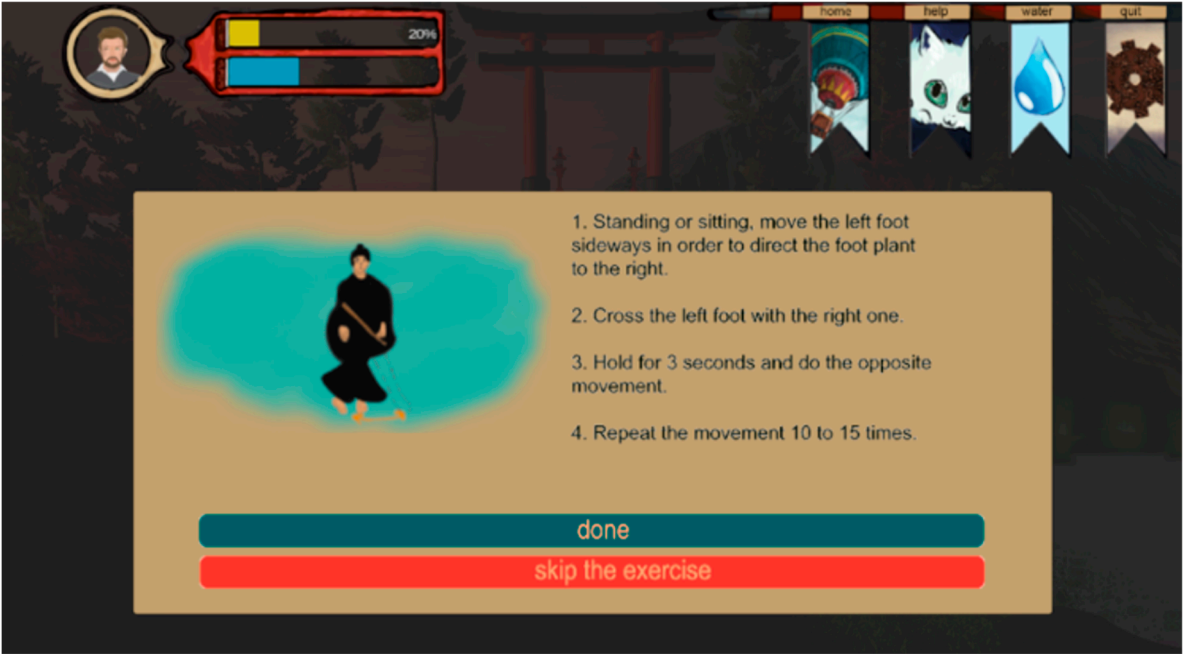 20%
home
help
water
quit
1. Standing or sitting, move the left foot
sideways in order to direct the foot plant
to the right.
2. Cross the left foot with the right one.
3. Hold for 3 seconds and do the opposite
movement.
4. Repeat the movement 10 to 15 times.
done
skip the exercise